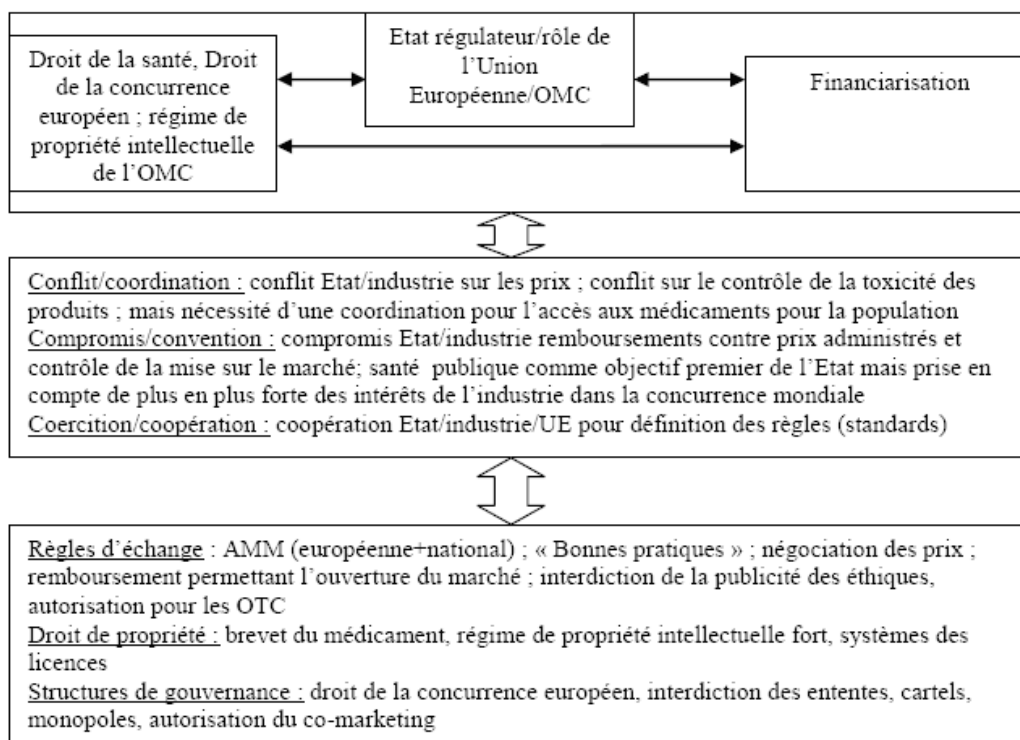 Droit de la santé, Droit
de la concurrence
européen ; régime de
propriété intellectuelle
de l’OMC
Etat régulateur/rôle de
l’Union
Européenne/OMC
Financiarisation
Conflit/coordination : conflit Etat/industrie sur les prix ; conflit sur le contrôle de la toxicité des
produits ; mais nécessité d’une coordination pour l’accès aux médicaments pour la population
Compromis/convention : compromis Etat/industrie remboursements contre prix administrés et
contrôle de la mise sur le marché; santé publique comme objectif premier de l’Etat mais prise en
compte de plus en plus forte des intérêts de l’industrie dans la concurrence mondiale
Coercition/coopération : coopération Etat/industrie/UE pour définition des règles (standards)
Règles d’échange : AMM (européenne+national) ; « Bonnes pratiques » ; négociation des prix ;
remboursement permettant l’ouverture du marché ; interdiction de la publicité des éthiques,
autorisation pour les OTC
Droit de propriété : brevet du médicament, régime de propriété intellectuelle fort, systèmes des
licences
Structures de gouvernance : droit de la concurrence européen, interdiction des ententes, cartels,
monopoles, autorisation du co-marketing